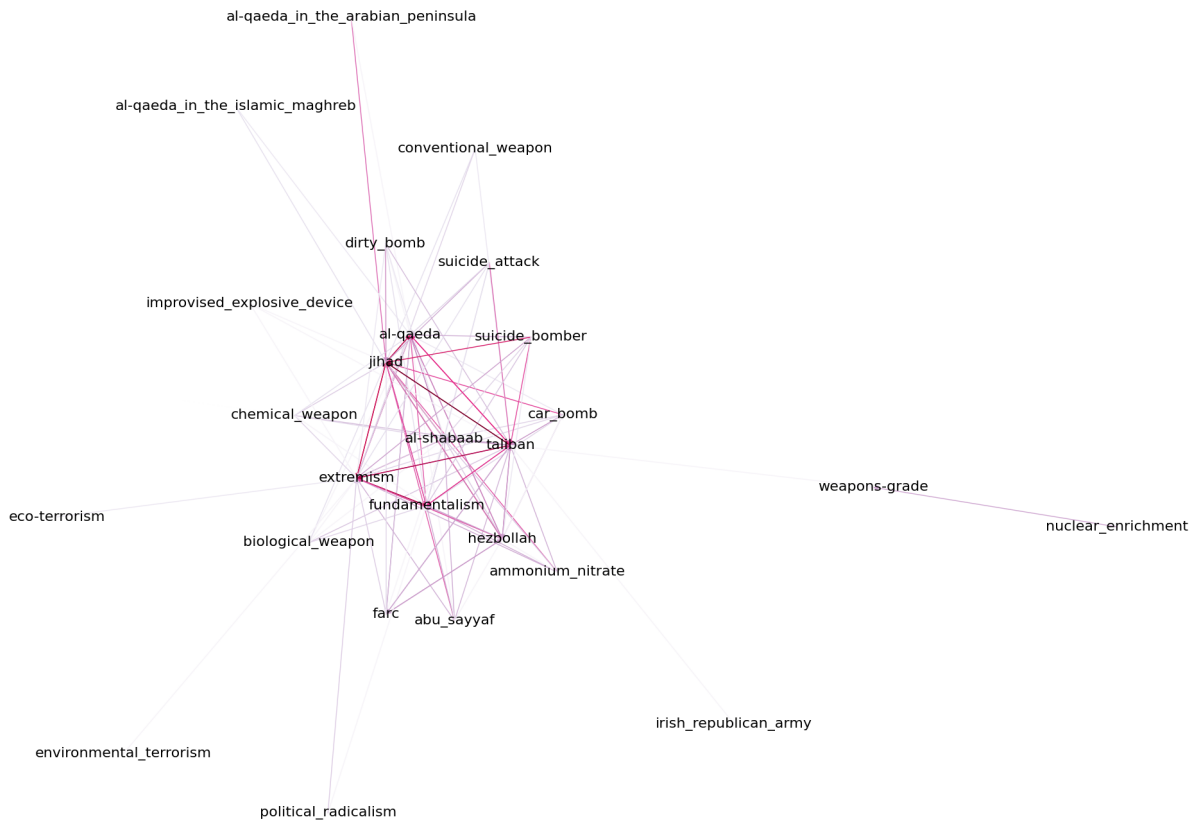 al-qaeda_in_the_arabian_peninsula
al-qaeda_in_the_islamic_maghreb
conventional_weapon
dirty_bomb
suicide_attack
improvised_explosive_device
al-qaeda
suicide_bomber
jihad
chemical_weapon
car_bomb
al-shabaab
taliban
extremism
weapons-grade
fundamentalism
eco-terrorism
nuclear_enrichment
biological_weapon
hezbollah
ammonium_nitrate
farc
abu_sayyaf
irish_republican_army
environmental_terrorism
political_radicalism